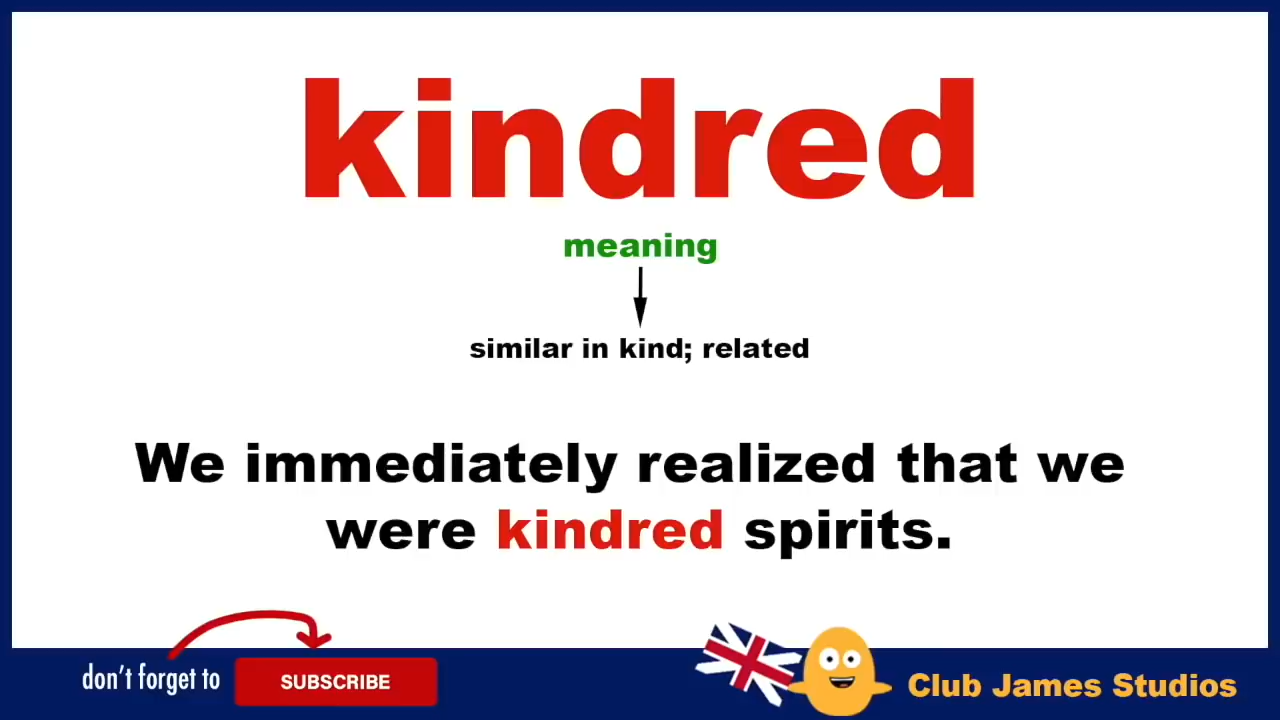 kindred
meaning
similar in kind; related
We immediately realized that we
were kindred spirits.
don't forget to
SUBSCRIBE
Club James Studios